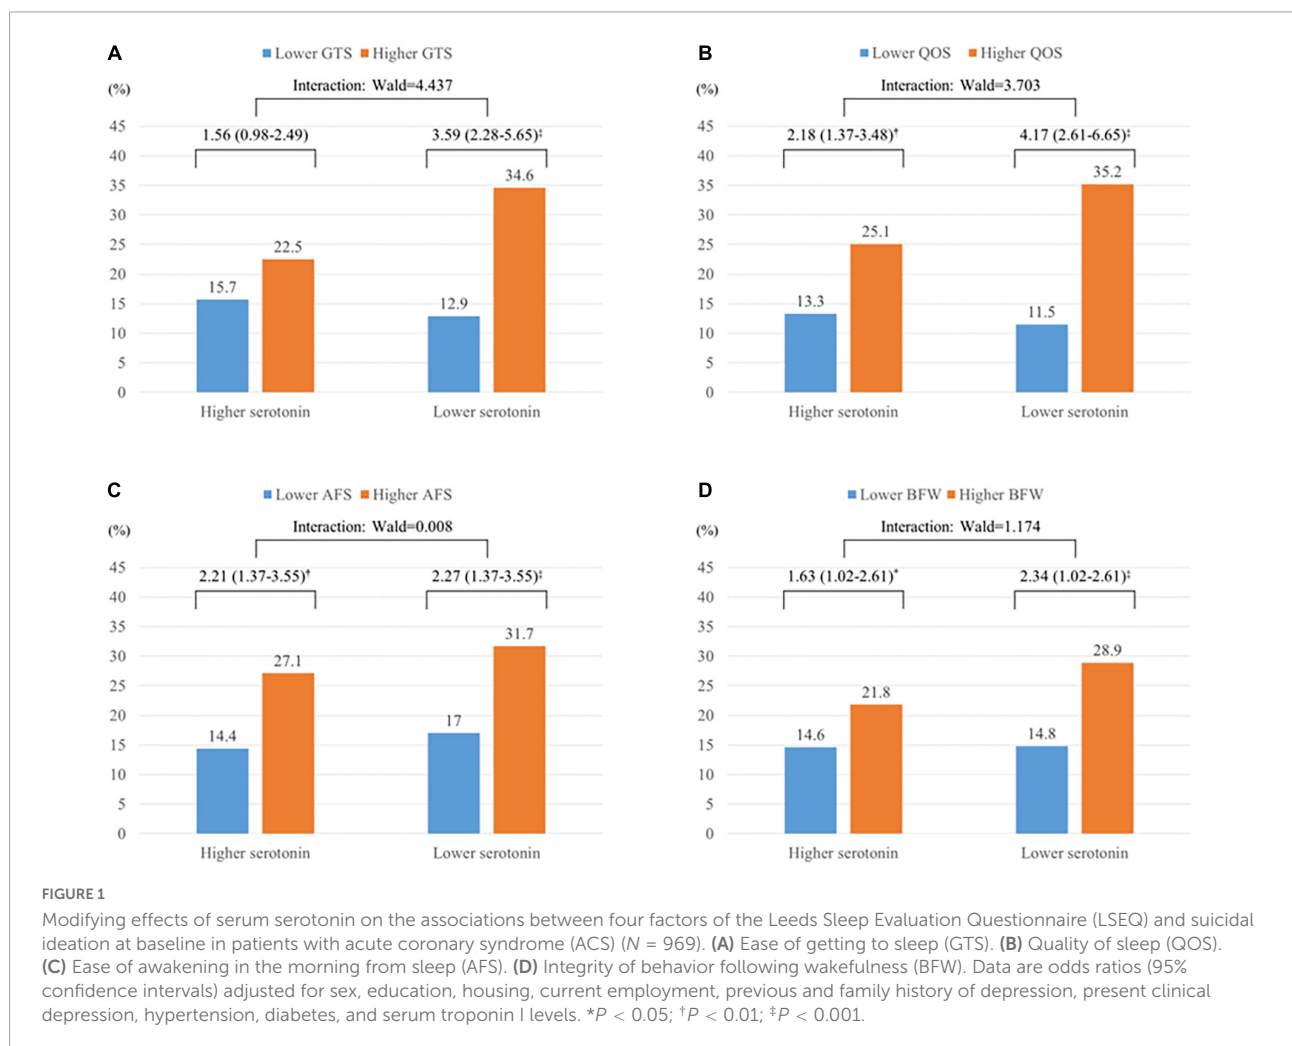 A
Lower GTS Higher GTS
Interaction: Wald=4.437
(%)
45
1.56 (0.98-2.49) 3.59 (2.28-5.65)‡
40
35
34.6
30
25
22.5
20
15.7
15
12.9
10
5
0
Higher serotonin Lower serotonin
B
Lower QOS Higher QOS
Interaction: Wald=3.703
(%)
45
2.18 (1.37-3.48)† 4.17 (2.61-6.65)‡
40
35.2
35
30
25.1
25
20
13.3
15
11.5
10
5
0
Higher serotonin Lower serotonin
C
Lower AFS Higher AFS
Interaction: Wald=0.008
(%)
45
2.21 (1.37-3.55)† 2.27 (1.37-3.55)‡
40
35
31.7
30
27.1
25
20
17
14.4
15
10
5
0
Higher serotonin Lower serotonin
D
Lower BFW Higher BFW
Interaction: Wald=1.174
(%)
45
1.63 (1.02-2.61)* 2.34 (1.02-2.61)‡
40
35
30
28.9
25
21.8
20
14.6 14.8
15
10
5
0
Higher serotonin Lower serotonin
FIGURE 1
Modifying effects of serum serotonin on the associations between four factors of the Leeds Sleep Evaluation Questionnaire (LSEQ) and suicidal
ideation at baseline in patients with acute coronary syndrome (ACS) (N = 969). (A) Ease of getting to sleep (GTS). (B) Quality of sleep (QOS).
(C) Ease of awakening in the morning from sleep (AFS). (D) Integrity of behavior following wakefulness (BFW). Data are odds ratios (95%
confidence intervals) adjusted for sex, education, housing, current employment, previous and family history of depression, present clinical
depression, hypertension, diabetes, and serum troponin I levels. *P < 0.05; †P < 0.01; ‡P < 0.001.